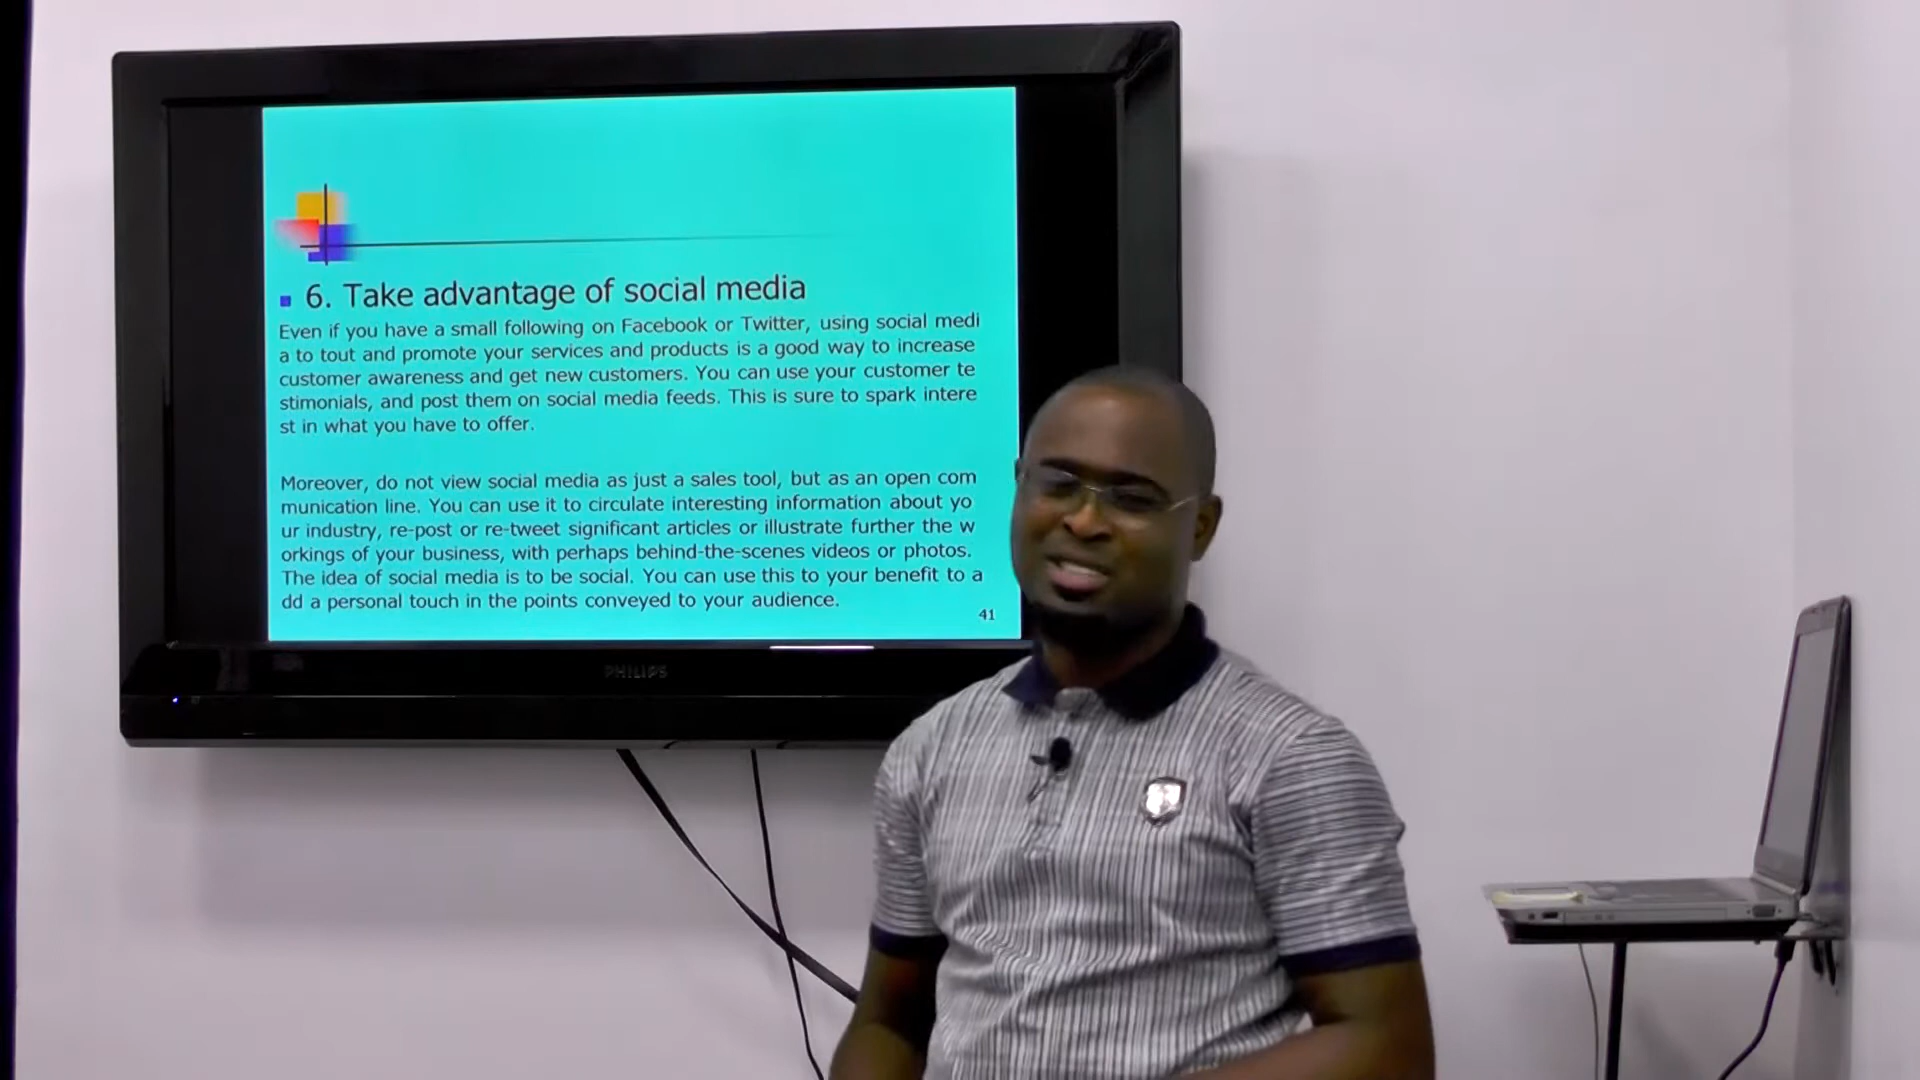 6. Take advantage of social media
Even if you have a small following on Facebook or Twitter, using social medi
a to tout and promote your services and products is a good way to increase
customer awareness and get new customers. You can use your customer te
stimonials, and post them on social media feeds. This is sure to spark intere
st in what you have to offer.
Moreover, do not view social media as just a sales tool, but as an open com
munication line. You can use it to circulate interesting information about yo
ur industry, re-post or re-tweet significant articles or illustrate further the w
orkings of your business, with perhaps behind-the-scenes videos or photos.
The idea of social media is to be social. You can use this to your benefit to a
dd a personal touch in the points conveyed to your audience.
41
PHILIPS